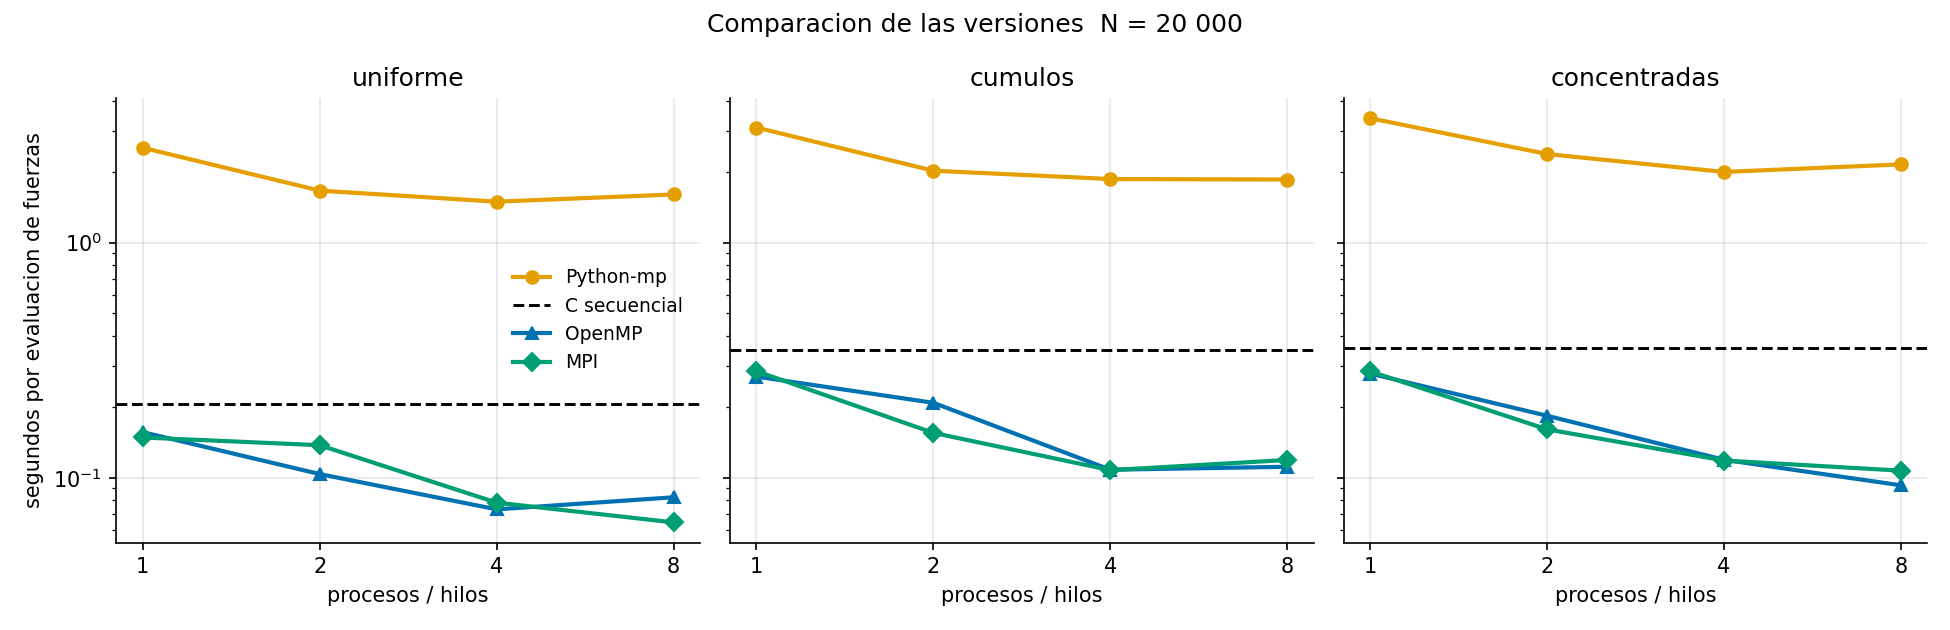 Comparacion de las versiones  N = 20 000
uniforme
cumulos
concentradas
segundos por evaluacion de fuerzas
10⁰
10⁻¹
Python-mp
C secuencial
OpenMP
MPI
1 2 4 8
1 2 4 8
1 2 4 8
procesos / hilos
procesos / hilos
procesos / hilos